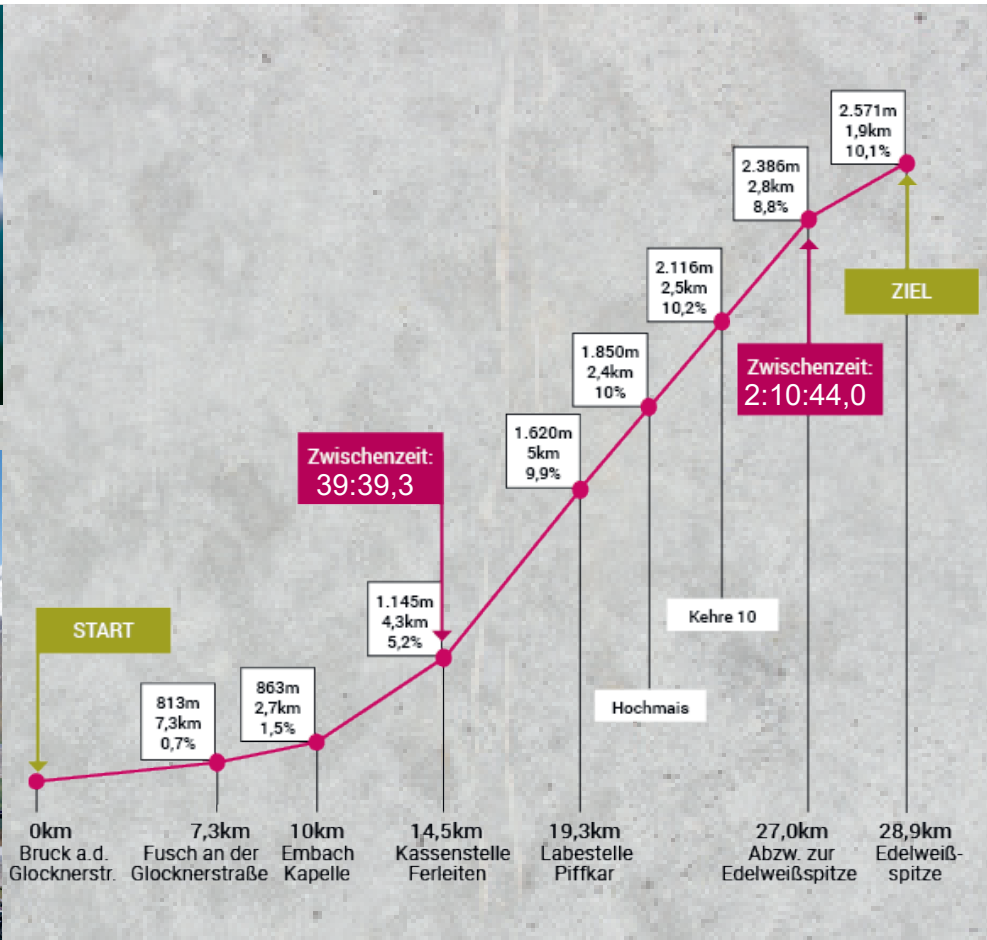 2.571m
1,9km
10,1%
2.386m
2,8km
8,8%
2.116m
2,5km
10,2%
ZIEL
1.850m
2,4km
10%
Zwischenzeit:
2:10:44,0
1.620m
5km
9,9%
Zwischenzeit:
39:39,3
1.145m
4,3km
5,2%
START
Kehre 10
863m
2,7km
1,5%
813m
7,3km
0,7%
Hochmais
0km
Bruck a.d.
Glocknerstr.
7,3km
Fusch an der
Glocknerstraße
10km
Embach
Kapelle
14,5km
Kassenstelle
Ferleiten
19,3km
Labestelle
Piffkar
27,0km
Abzw. zur
Edelweißspitze
28,9km
Edelweiß-
spitze